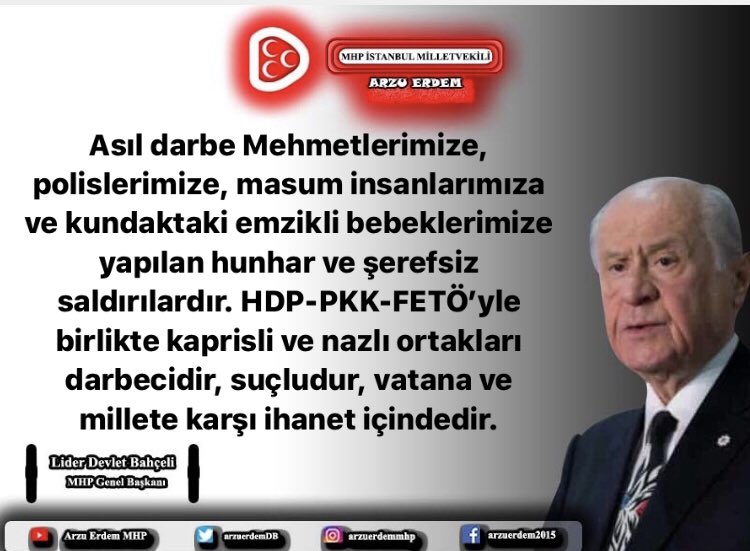 MHP İSTANBUL MİLLETVEKİLİ
ARZU ERDEM
Asıl darbe Mehmetlerimize,
polislerimize, masum insanlarımıza
ve kundaktaki emzikli bebeklerimize
yapılan hunhar ve şerefsiz
saldırılardır. HDP-PKK-FETÖ’yle
birlikte kaprisli ve nazlı ortakları
darbecidir, suçludur, vatana ve
millete karşı ihanet içindedir.
Lider Devlet Bahçeli
MHP Genel Başkanı
Arzu Erdem MHP
arzuerdemDB
arzuerdemmhp
arzuerdem2015